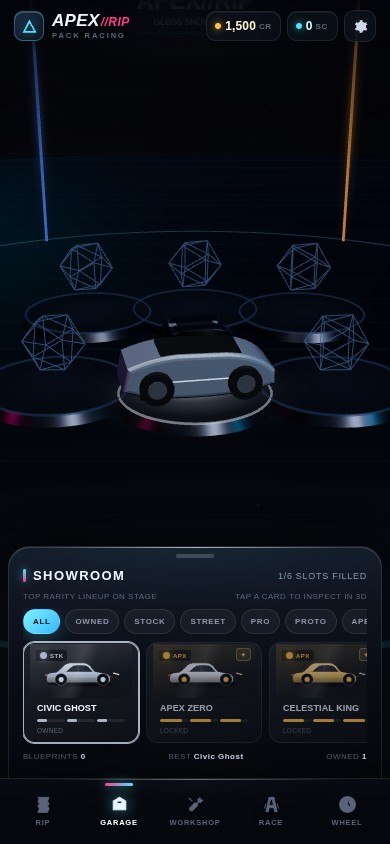 APEX//RIP
PACK RACING
1,500 CR
0 SC
SHOWROOM
1/6 SLOTS FILLED
TOP RARITY LINEUP ON STAGE
TAP A CARD TO INSPECT IN 3D
ALL
OWNED
STOCK
STREET
PRO
PROTO
APE
STK
CIVIC GHOST
OWNED
APX
APEX ZERO
LOCKED
APX
CELESTIAL KING
LOCKED
BLUEPRINTS 0
BEST Civic Ghost
OWNED 1
RIP
GARAGE
WORKSHOP
RACE
WHEEL